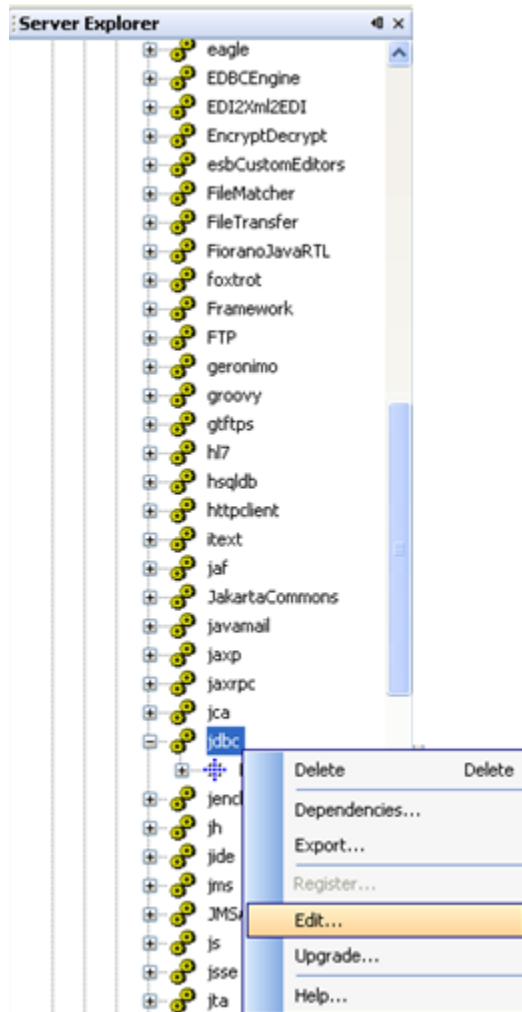 Server Explorer
eagle
EDBCEngine
EDI2Xml2EDI
EncryptDecrypt
esbCustomEditors
FileMatcher
FileTransfer
FioranoJavaRTL
foxtrot
Framework
FTP
geronimo
groovy
gtftps
hl7
hsqldb
httpclient
itext
jaf
JakartaCommons
javamail
jaxp
jaxrpc
jca
jdbc
Delete Delete
Dependencies...
jh
Export...
jide
jms
Register...
Edit...
js
Upgrade...
jsse
jta
Help...